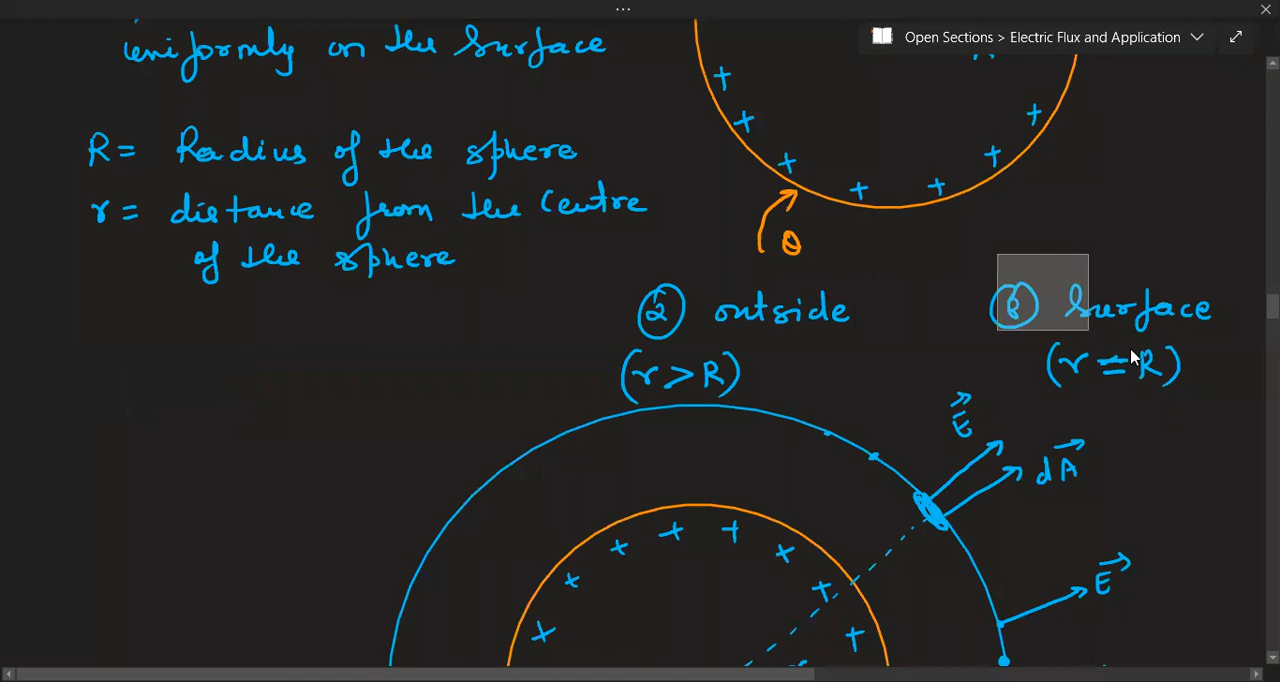 uniformly on the surface
Open Sections > Electric Flux and Application
R = Radius of the sphere
r = distance from the centre
of the sphere
Q
2 outside
3 surface
(r > R)
(r = R)
E
dA
E